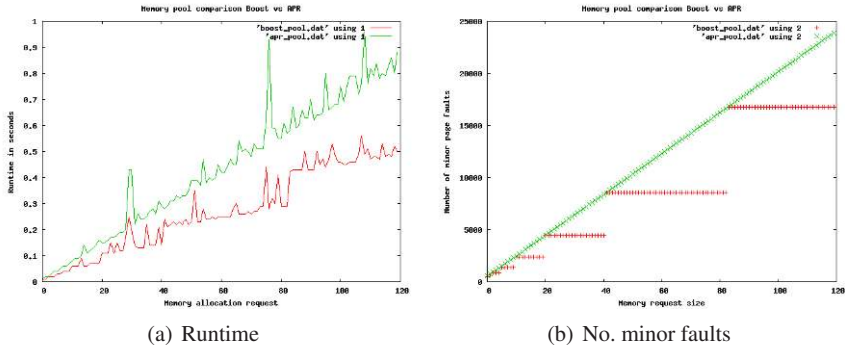 Memory pool comparison Boost vs APR
'boost_pool.dat' using 1
'apr_pool.dat' using 1
Runtime in seconds
1
0.9
0.8
0.7
0.6
0.5
0.4
0.3
0.2
0.1
0
0 20 40 60 80 100 120
Memory allocation request
(a) Runtime
Memory pool comparison Boost vs APR
'boost_pool.dat' using 2
'apr_pool.dat' using 2
Number of minor page faults
25000
20000
15000
10000
5000
0
0 20 40 60 80 100 120
Memory request size
(b) No. minor faults